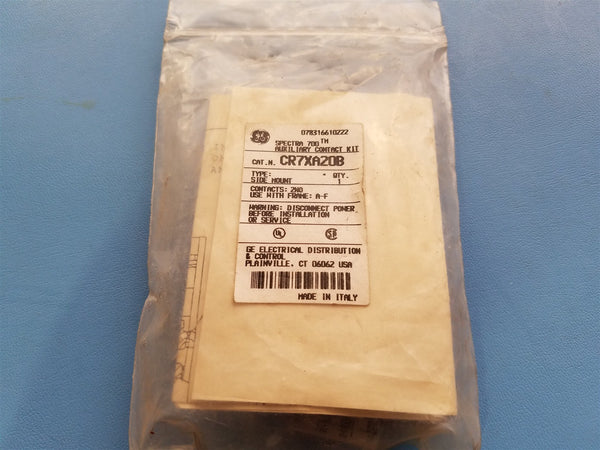 078316610222
SPECTRA 700 TM
AUXILIARY CONTACT KIT
CAT.N. CR7XA20B
TYPE: - QTY.
SIDE MOUNT 1
CONTACTS: 2NO
USE WITH FRAME: A-F
WARNING: DISCONNECT POWER
BEFORE INSTALLATION
OR SERVICE
GE ELECTRICAL DISTRIBUTION
& CONTROL
PLAINVILLE, CT 06062 USA
MADE IN ITALY